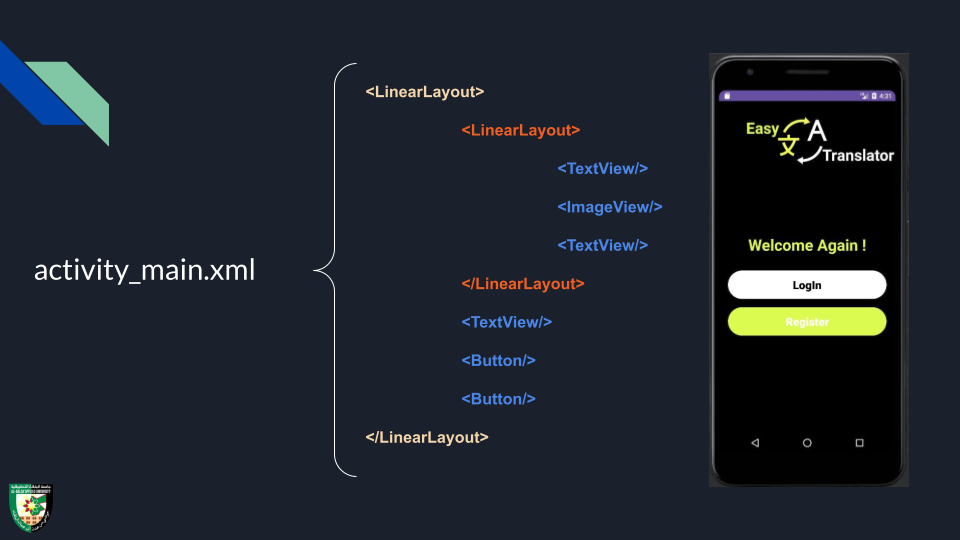 activity_main.xml
<LinearLayout>
<LinearLayout>
<TextView/>
<ImageView/>
<TextView/>
</LinearLayout>
<TextView/>
<Button/>
<Button/>
</LinearLayout>
4:31
Easy
文 A
Translator
Welcome Again !
LogIn
Register